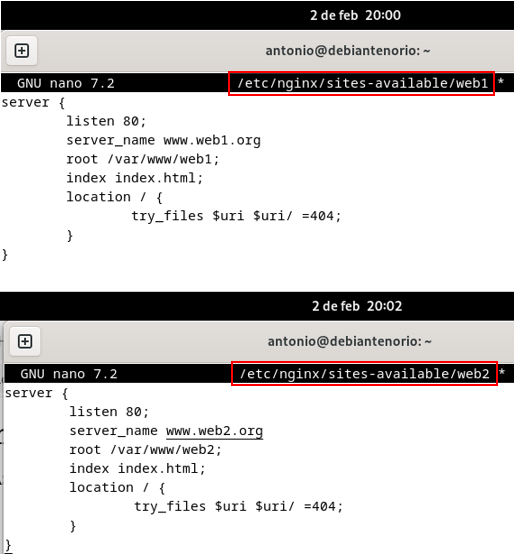 2 de feb 20:00
antonio@debiantenorio: ~
GNU nano 7.2 /etc/nginx/sites-available/web1 *
server {
listen 80;
server_name www.web1.org
root /var/www/web1;
index index.html;
location / {
try_files $uri $uri/ =404;
}
}
2 de feb 20:02
antonio@debiantenorio: ~
GNU nano 7.2 /etc/nginx/sites-available/web2 *
server {
listen 80;
server_name www.web2.org
root /var/www/web2;
index index.html;
location / {
try_files $uri $uri/ =404;
}
}